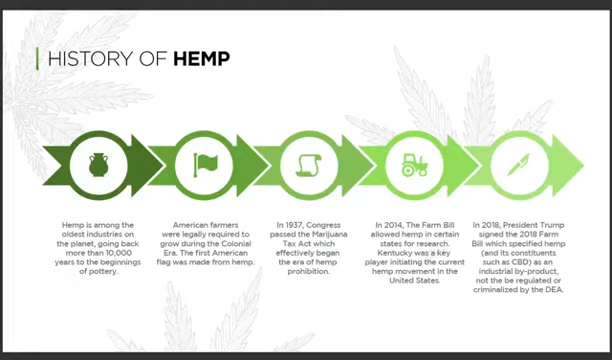 HISTORY OF HEMP
Hemp is among the
oldest industries on
the planet, going back
more than 10,000
years to the beginnings
of pottery.
American farmers
were legally required to
grow during the Colonial
Era. The first American
flag was made from hemp.
In 1937, Congress
passed the Marijuana
Tax Act which
effectively began
the era of hemp
prohibition.
In 2014, The Farm Bill
allowed hemp in certain
states for research.
Kentucky was a key
player initiating the current
hemp movement in the
United States.
In 2018, President Trump
signed the 2018 Farm
Bill which specified hemp
(and its constituents
such as CBD) as an
industrial by-product,
not the be regulated or
criminalized by the DEA.